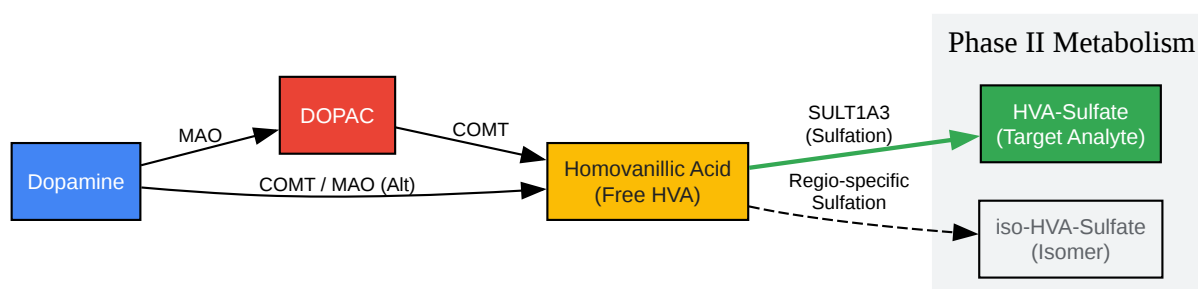 Phase II Metabolism
MAO
DOPAC
COMT
Dopamine
COMT / MAO (Alt)
Homovanillic Acid
(Free HVA)
SULT1A3
(Sulfation)
HVA-Sulfate
(Target Analyte)
Regio-specific
Sulfation
iso-HVA-Sulfate
(Isomer)